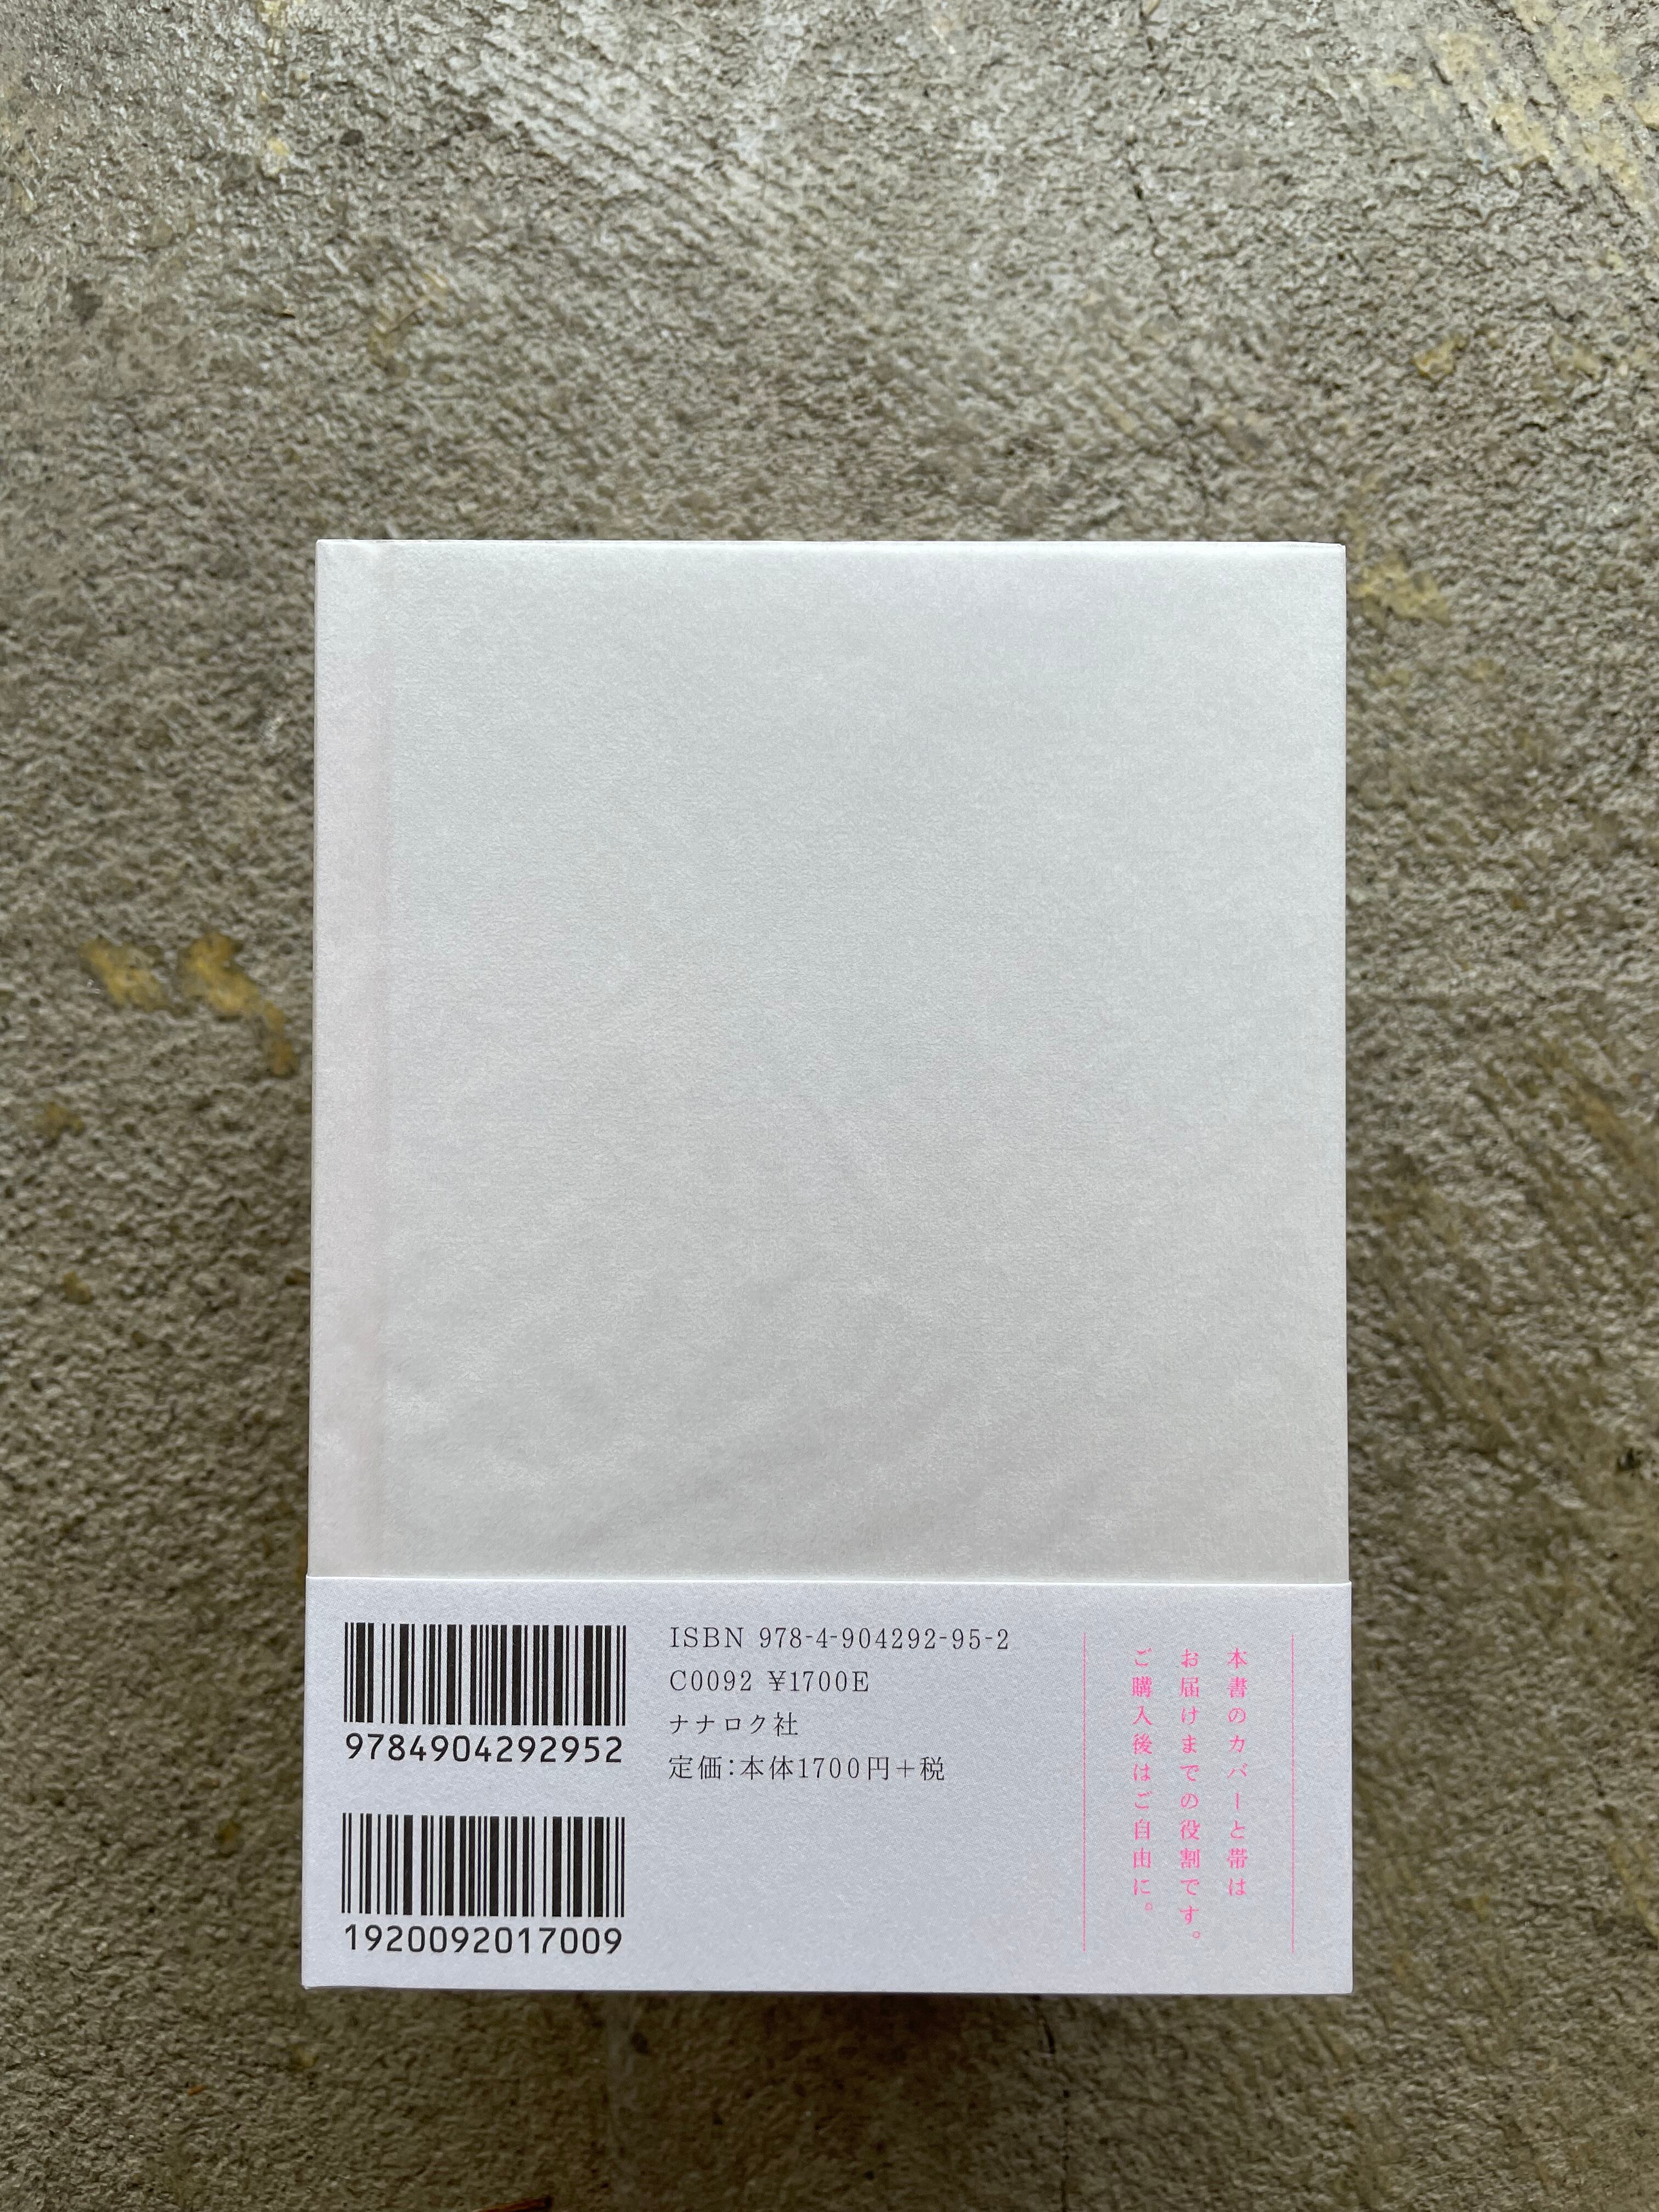 9784904292952
1920092017009
ISBN 978-4-904292-95-2
C0092 ¥1700E
ナナロク社
定価：本体1700円＋税
本書のカバーと帯は
お届けまでの役割です。
ご購入後はご自由に。